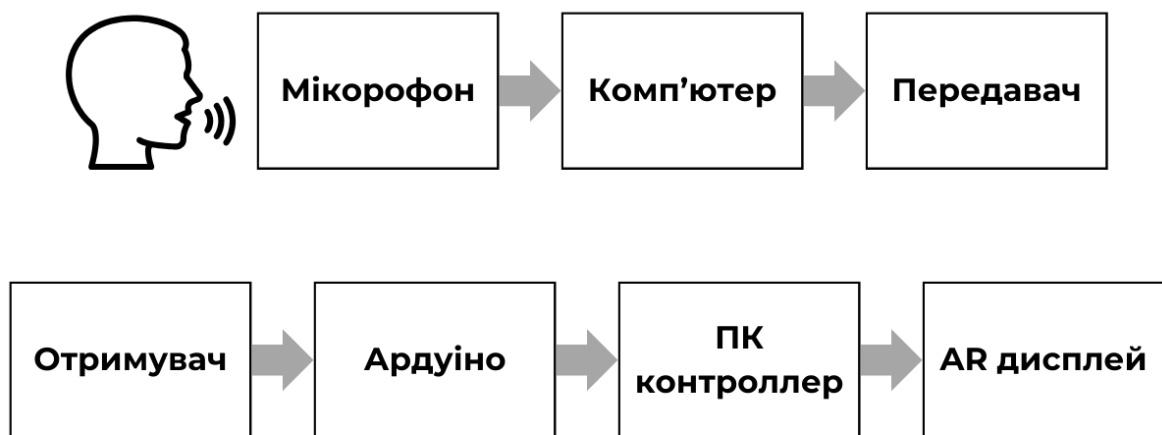 Мікорофон
Комп’ютер
Передавач
Отримувач
Ардуіно
ПК
контроллер
AR дисплей